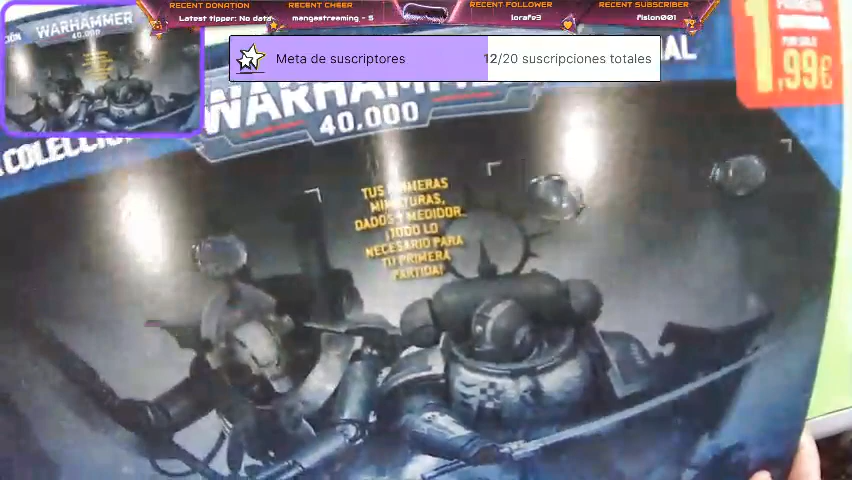 RECENT DONATION
Latest tipper: No data
RECENT CHEER
mangastreaming_- 5
RECENT FOLLOWER
lorafe3
RECENT SUBSCRIBER
Fislon001
Meta de suscriptores
12/20 suscripciones totales
WARHAMMER
40.000
WARHAMMER
40.000
TUS PRIMERAS
MINIATURAS,
DADOS Y MEDIDOR.
¡TODO LO
NECESARIO PARA
TU PRIMERA
PARTIDA!
1,99€